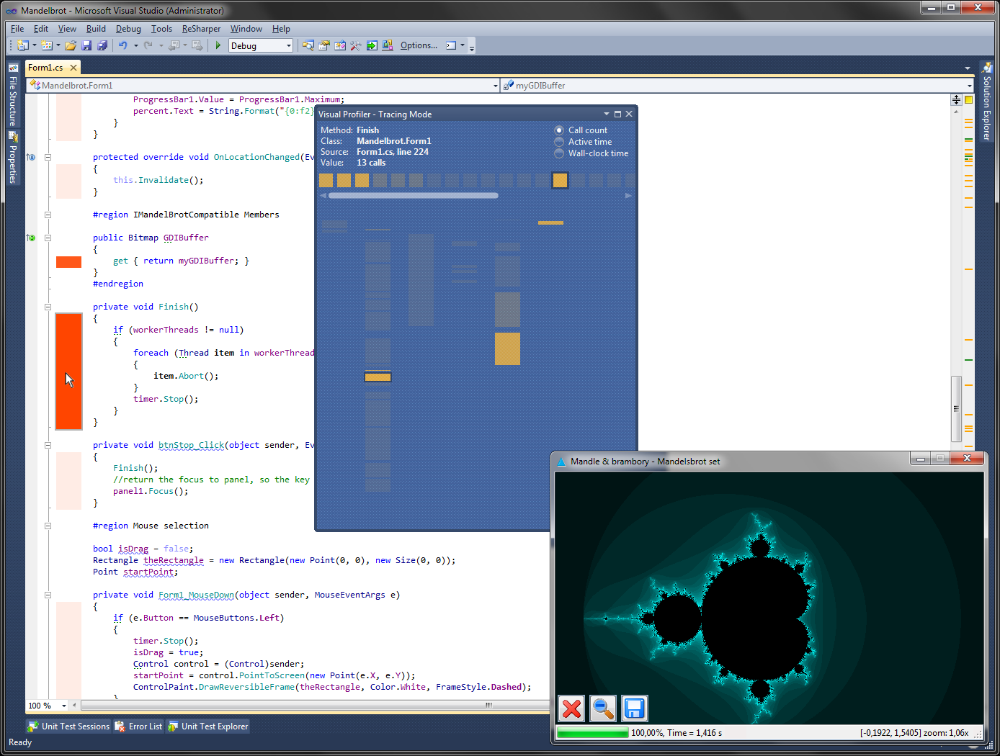 Mandelbrot - Microsoft Visual Studio (Administrator)
File Edit View Build Debug Tools ReSharper Window Help
Debug Options...
Form1.cs
Mandelbrot.Form1 myGDIBuffer
File Structure
Properties
Solution Explorer
ProgressBar1.Value = ProgressBar1.Maximum;
percent.Text = String.Format("{0:f2}
}
}
protected override void OnLocationChanged(Ev
{
this.Invalidate();
}
#region IMandelBrotCompatible Members
public Bitmap GDIBuffer
{
get { return myGDIBuffer; }
}
#endregion
private void Finish()
{
if (workerThreads != null)
{
foreach (Thread item in workerThread
{
item.Abort();
}
timer.Stop();
}
}
private void btnStop_Click(object sender, Ev
{
Finish();
//return the focus to panel, so the key
panel1.Focus();
}
#region Mouse selection
bool isDrag = false;
Rectangle theRectangle = new Rectangle(new Point(0, 0), new Size(0, 0));
Point startPoint;
private void Form1_MouseDown(object sender, MouseEventArgs e)
{
if (e.Button == MouseButtons.Left)
{
timer.Stop();
isDrag = true;
Control control = (Control)sender;
startPoint = control.PointToScreen(new Point(e.X, e.Y));
ControlPaint.DrawReversibleFrame(theRectangle, Color.White, FrameStyle.Dashed);
}
Visual Profiler - Tracing Mode
Method: Finish
Class: Mandelbrot.Form1
Source: Form1.cs, line 224
Value: 13 calls
Call count
Active time
Wall-clock time
Mandle & brambory - Mandelsbrot set
100,00%, Time = 1,416 s [-0,1922, 1,5405] zoom: 1,06x
100 %
Unit Test Sessions Error List Unit Test Explorer
Ready